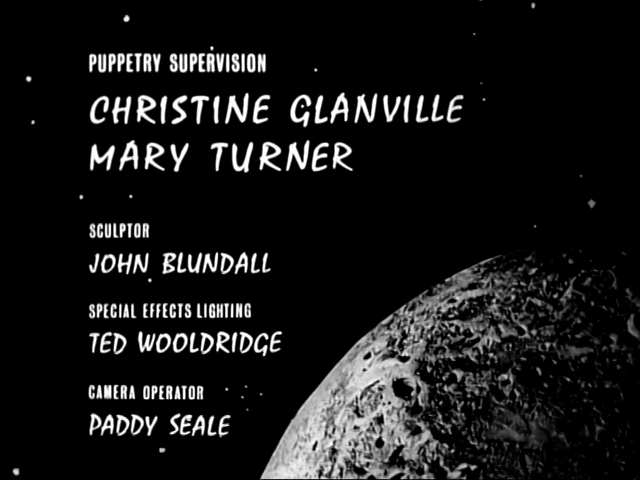 PUPPETRY SUPERVISION
CHRISTINE GLANVILLE
MARY TURNER
SCULPTOR
JOHN BLUNDALL
SPECIAL EFFECTS LIGHTING
TED WOOLDRIDGE
CAMERA OPERATOR
PADDY SEALE